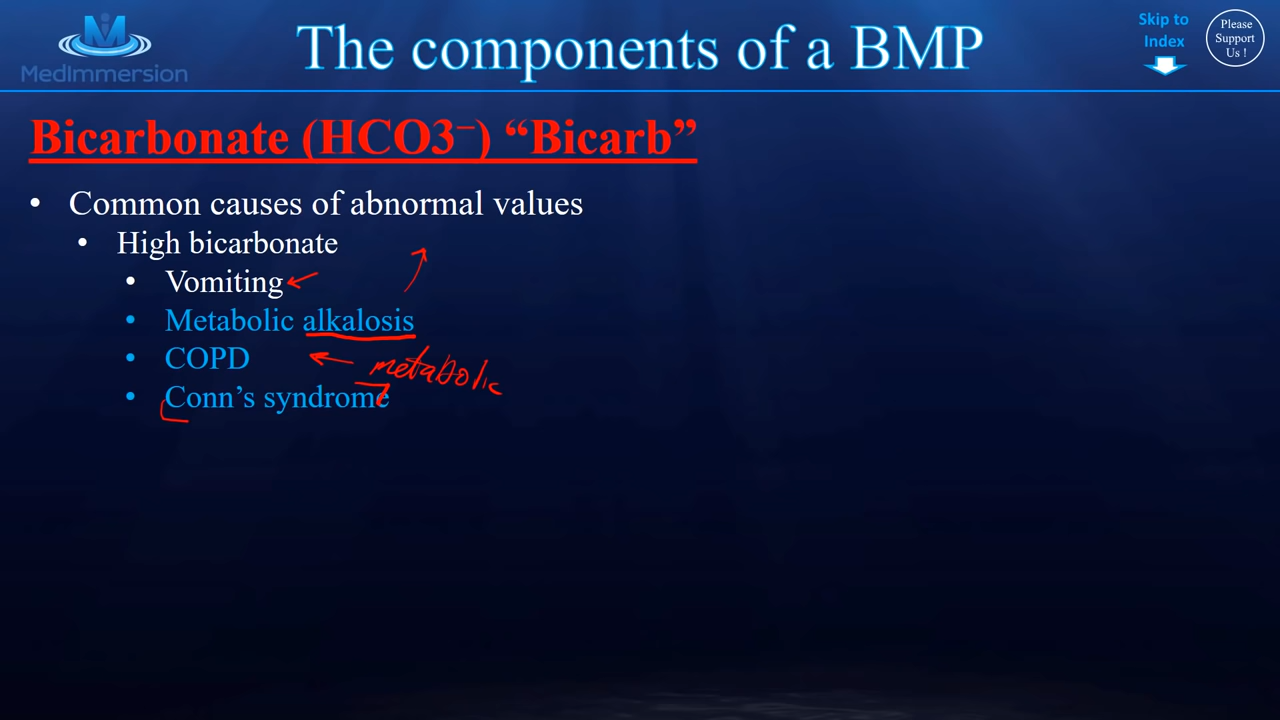 MedImmersion
The components of a BMP
Skip to
Index
Please
Support
Us !
Bicarbonate (HCO3⁻) “Bicarb”
• Common causes of abnormal values
• High bicarbonate
• Vomiting
• Metabolic alkalosis
• COPD
metabolic
• Conn’s syndrome